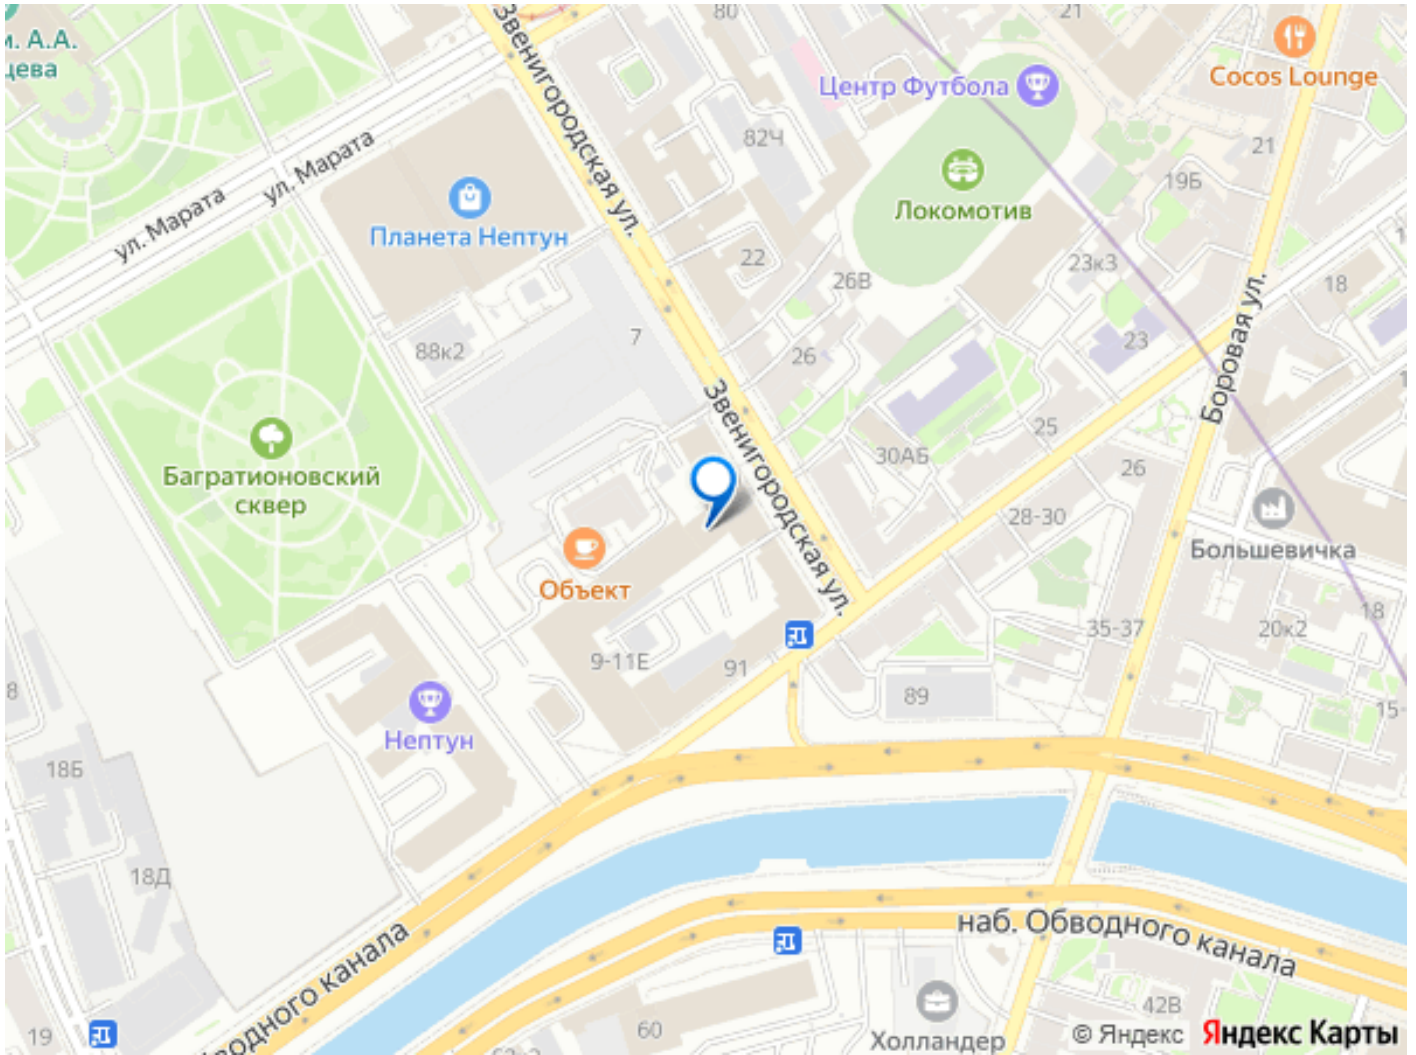 м. А.А.
цева
Звенигородская ул.
80
21
Cocos Lounge
Центр Футбола
82Ч
21
ул. Марата
ул. Марата
19Б
Локомотив
Планета Нептун
22
26В
23к3
18
7
88к2
26
23
Боровая ул.
Звенигородская ул.
25
Багратионовский
сквер
30АБ
26
28-30
Большевичка
Объект
18
35-37
20к2
9-11Е
91
89
8
15-
Нептун
18Б
18Д
наб. Обводного канала
водного канала
42В
19
60
Холландер
© Яндекс Яндекс Карты